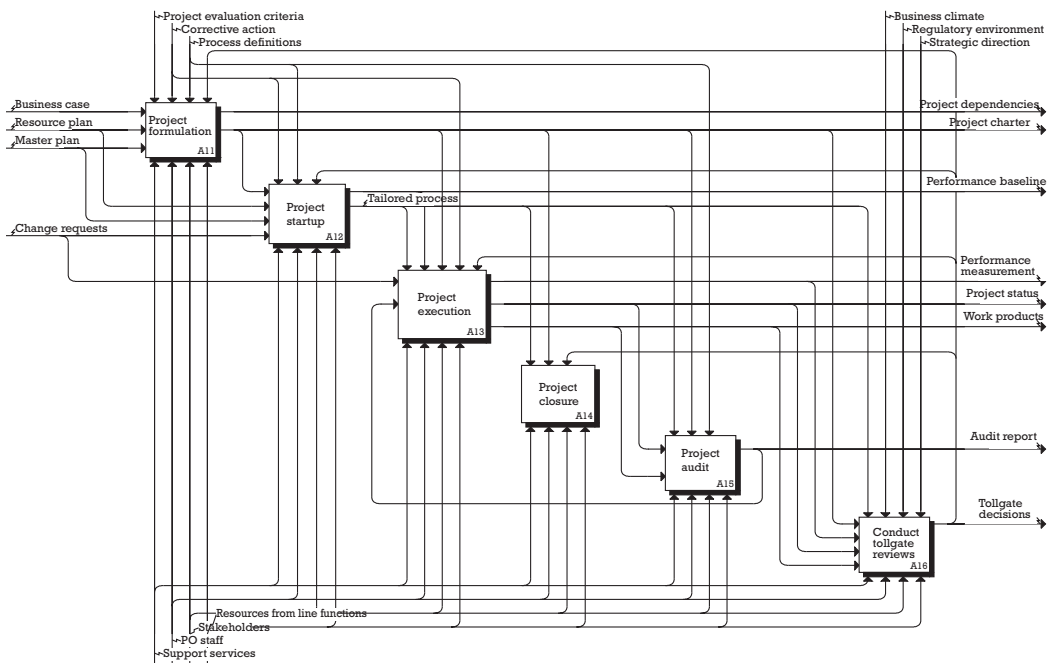 Project evaluation criteria
Corrective action
Process definitions
Business climate
Regulatory environment
Strategic direction
Business case
Resource plan
Master plan
Project
formulation
A11
Project dependencies
Project charter
Project
startup
A12
Tailored process
Performance baseline
Change requests
Project
execution
A13
Performance
measurement
Project status
Work products
Project
closure
A14
Project
audit
A15
Audit report
Conduct
tollgate
reviews
A16
Tollgate
decisions
Resources from line functions
Stakeholders
PO staff
Support services